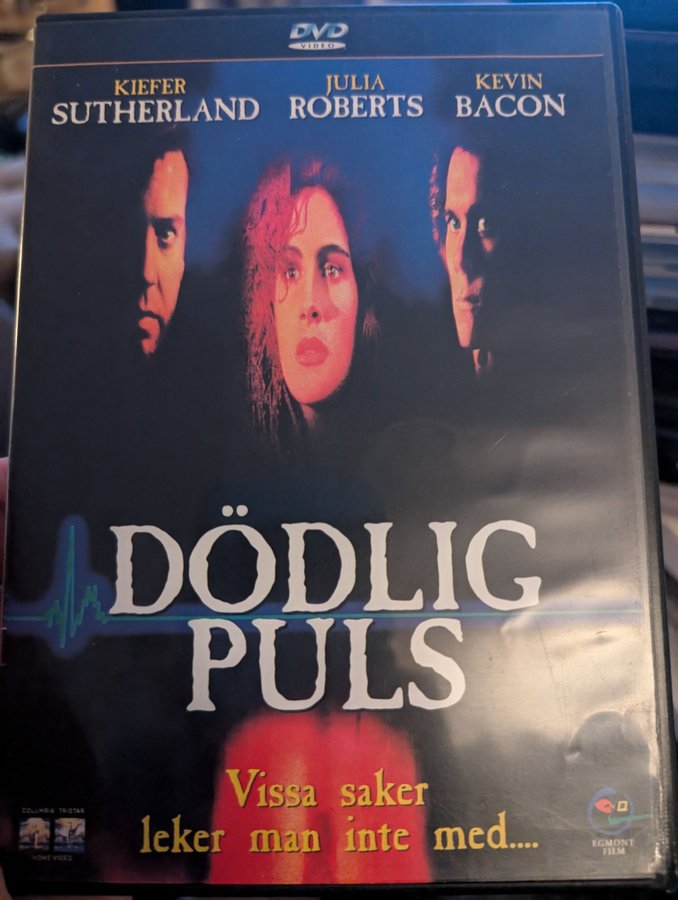 DVD
VIDEO
KIEFER
SUTHERLAND
JULIA
ROBERTS
KEVIN
BACON
DÖDLIG
PULS
Vissa saker
leker man inte med....
COLUMBIA TRISTAR
HOME VIDEO
EGMONT
FILM